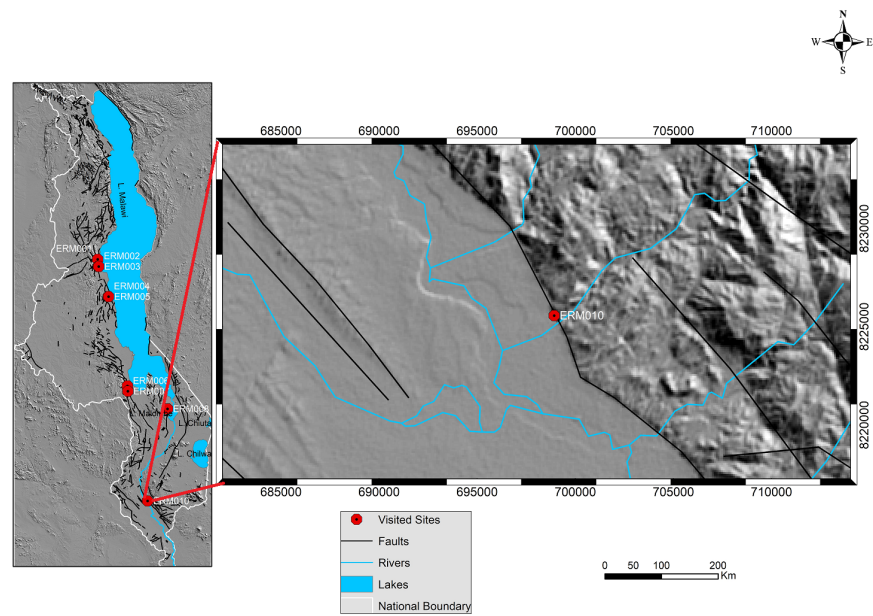 N
W E
S
685000 690000 695000 700000 705000 710000
L. Malawi
ERM001
ERM002
ERM003
ERM004
ERM005
ERM006
ERM008
L. Chiuta
L. Chilwa
ERM010
ERM010
8230000
8225000
8220000
685000 690000 695000 700000 705000 710000
Visited Sites
Faults
Rivers
Lakes
National Boundary
0 50 100 200
Km